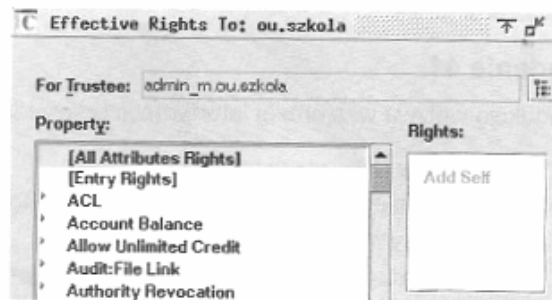 Effective Rights To: ou.szkola
For Trustee: admin_m.ou.szkola
Property:
Rights:
[All Attributes Rights]
[Entry Rights]
ACL
Account Balance
Allow Unlimited Credit
Audit:File Link
Authority Revocation
Add Self